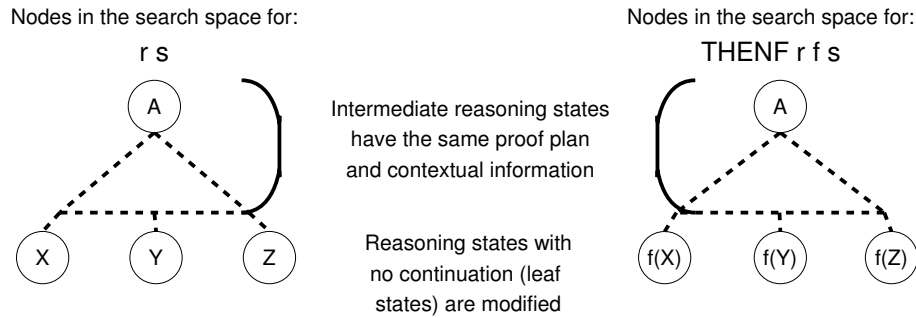 Nodes in the search space for:
r s
A
X
Y
Z
Intermediate reasoning states
have the same proof plan
and contextual information
Reasoning states with
no continuation (leaf
states) are modified
Nodes in the search space for:
THENF r f s
A
f(X)
f(Y)
f(Z)